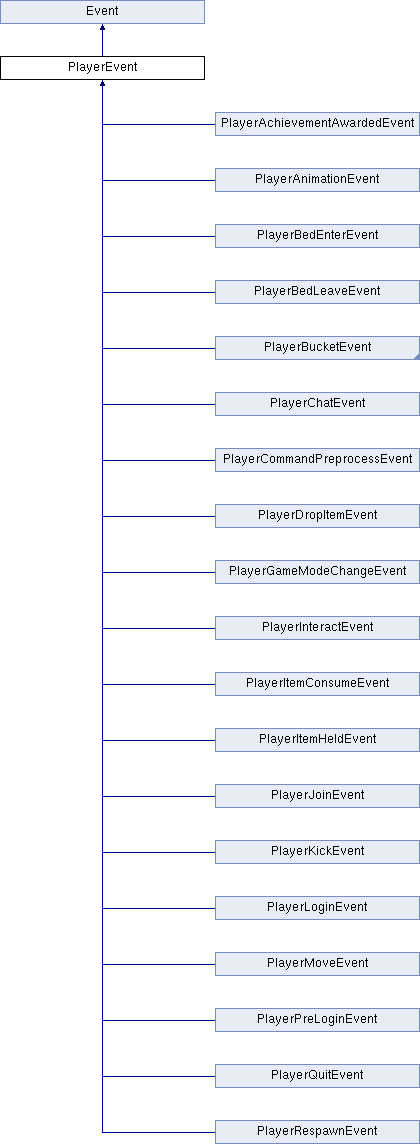 Event
PlayerEvent
PlayerAchievementAwardedEvent
PlayerAnimationEvent
PlayerBedEnterEvent
PlayerBedLeaveEvent
PlayerBucketEvent
PlayerChatEvent
PlayerCommandPreprocessEvent
PlayerDropItemEvent
PlayerGameModeChangeEvent
PlayerInteractEvent
PlayerItemConsumeEvent
PlayerItemHeldEvent
PlayerJoinEvent
PlayerKickEvent
PlayerLoginEvent
PlayerMoveEvent
PlayerPreLoginEvent
PlayerQuitEvent
PlayerRespawnEvent